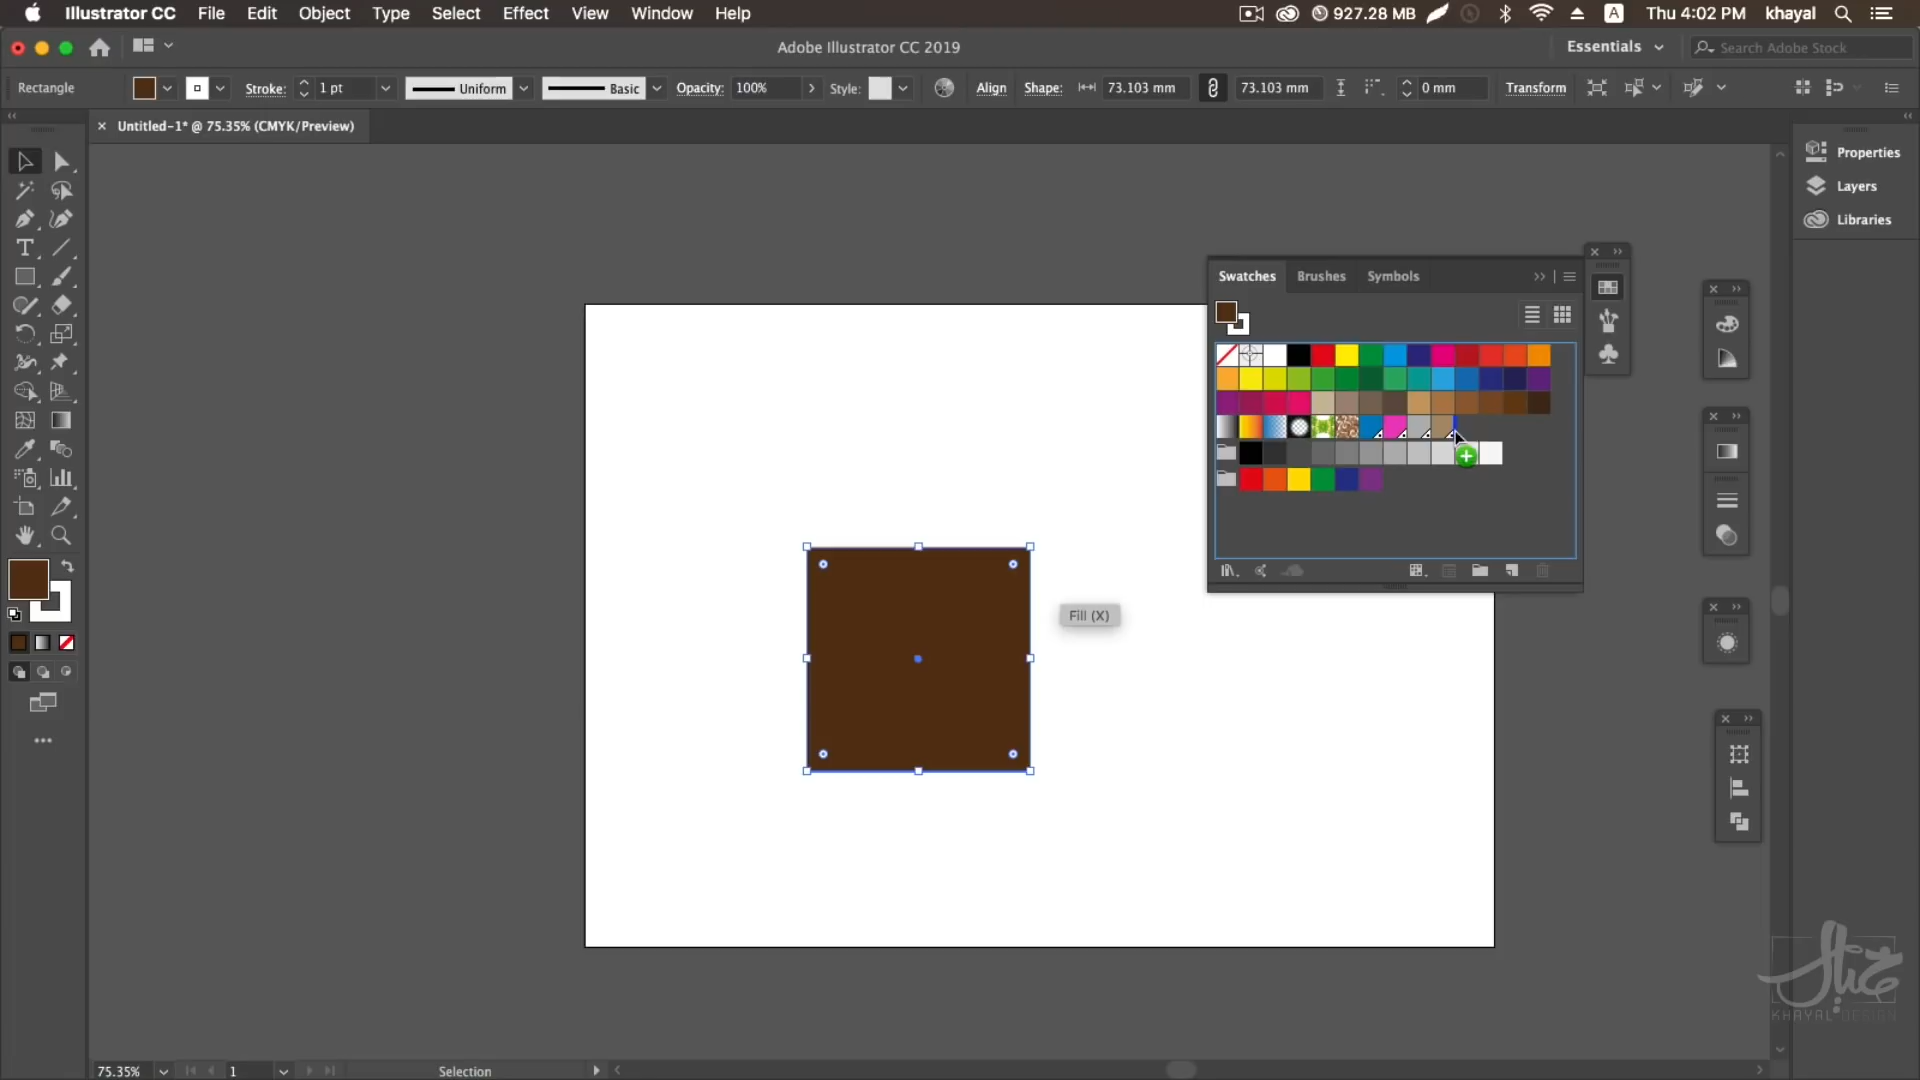 Illustrator CC File Edit Object Type Select Effect View Window Help 927.28 MB A Thu 4:02 PM khayal
Adobe Illustrator CC 2019 Essentials Search Adobe Stock
Rectangle Stroke: 1 pt Uniform Basic Opacity: 100% Style: Align Shape: 73.103 mm 73.103 mm 0 mm Transform
Untitled-1* @ 75.35% (CMYK/Preview)
Properties
Layers
Libraries
Swatches Brushes Symbols
T
Fill (X)
خيال
KHAYAL DESIGN
75.35% 1 Selection